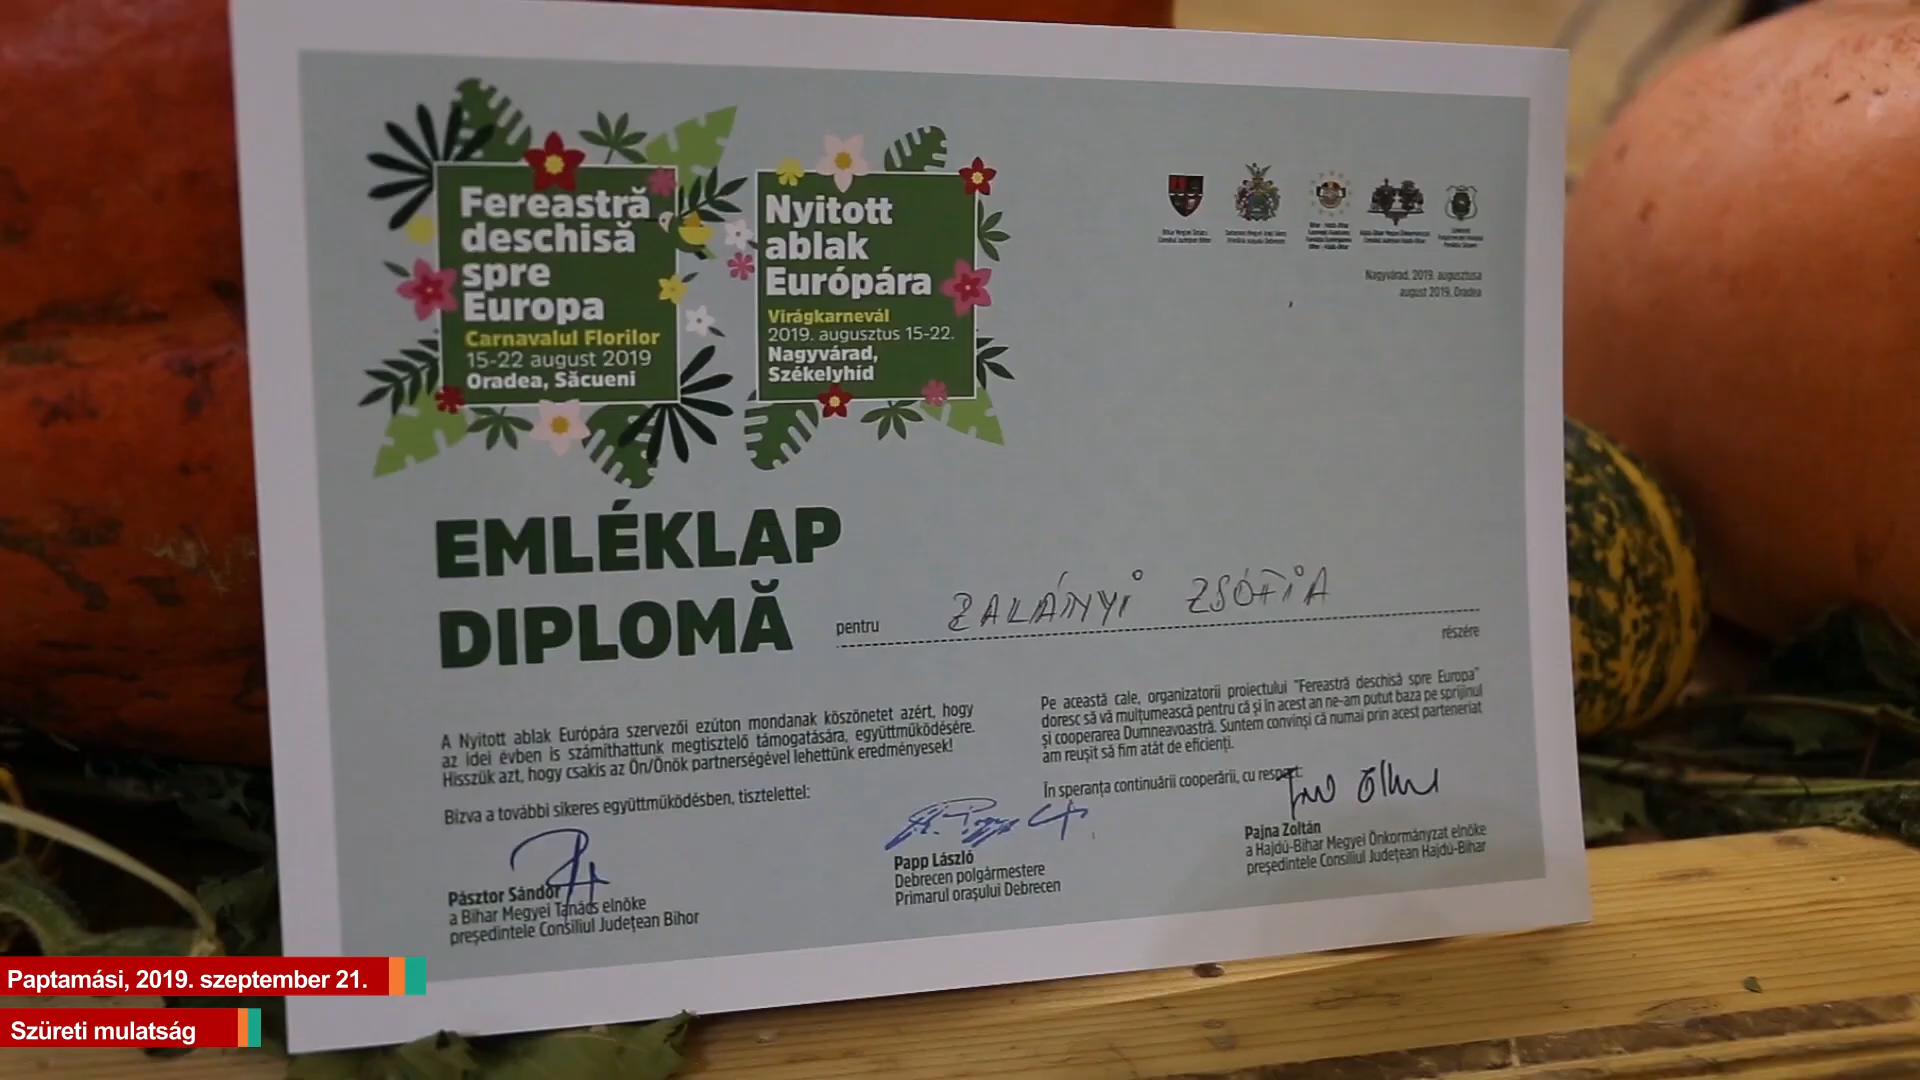 Fereastră
deschisă
spre
Europa
Carnavalul Florilor
15-22 august 2019
Oradea, Săcueni
Nyitott
ablak
Európára
Virágkarnevál
2019. augusztus 15-22.
Nagyvárad,
Székelyhíd
Nagyvárad, 2019. augusztusa
august 2019, Oradea
EMLÉKLAP
DIPLOMĂ
pentru ZALÁNYI ZSÓFIA
részére
A Nyitott ablak Európára szervezői ezúton mondanak köszönetet azért, hogy
az idei évben is számíthattunk megtisztelő támogatására, együttműködésére.
Hisszük azt, hogy csakis az Ön/Önök partnerségével lehettünk eredményesek!
Bízva a további sikeres együttműködésben, tisztelettel:
Pe această cale, organizatorii proiectului "Fereastră deschisă spre Europa"
doresc să vă mulțumească pentru că și în acest an ne-am putut baza pe sprijinul
și cooperarea Dumneavoastră. Suntem convinși că numai prin acest parteneriat
am reușit să fim atât de eficienți.
În speranța continuării cooperării, cu respect:
Pásztor Sándor
a Bihar Megyei Tanács elnöke
președintele Consiliul Județean Bihor
Papp László
Debrecen polgármestere
Primarul orașului Debrecen
Pajna Zoltán
a Hajdú-Bihar Megyei Önkormányzat elnöke
președintele Consiliul Județean Hajdú-Bihar
Paptamási, 2019. szeptember 21.
Szüreti mulatság